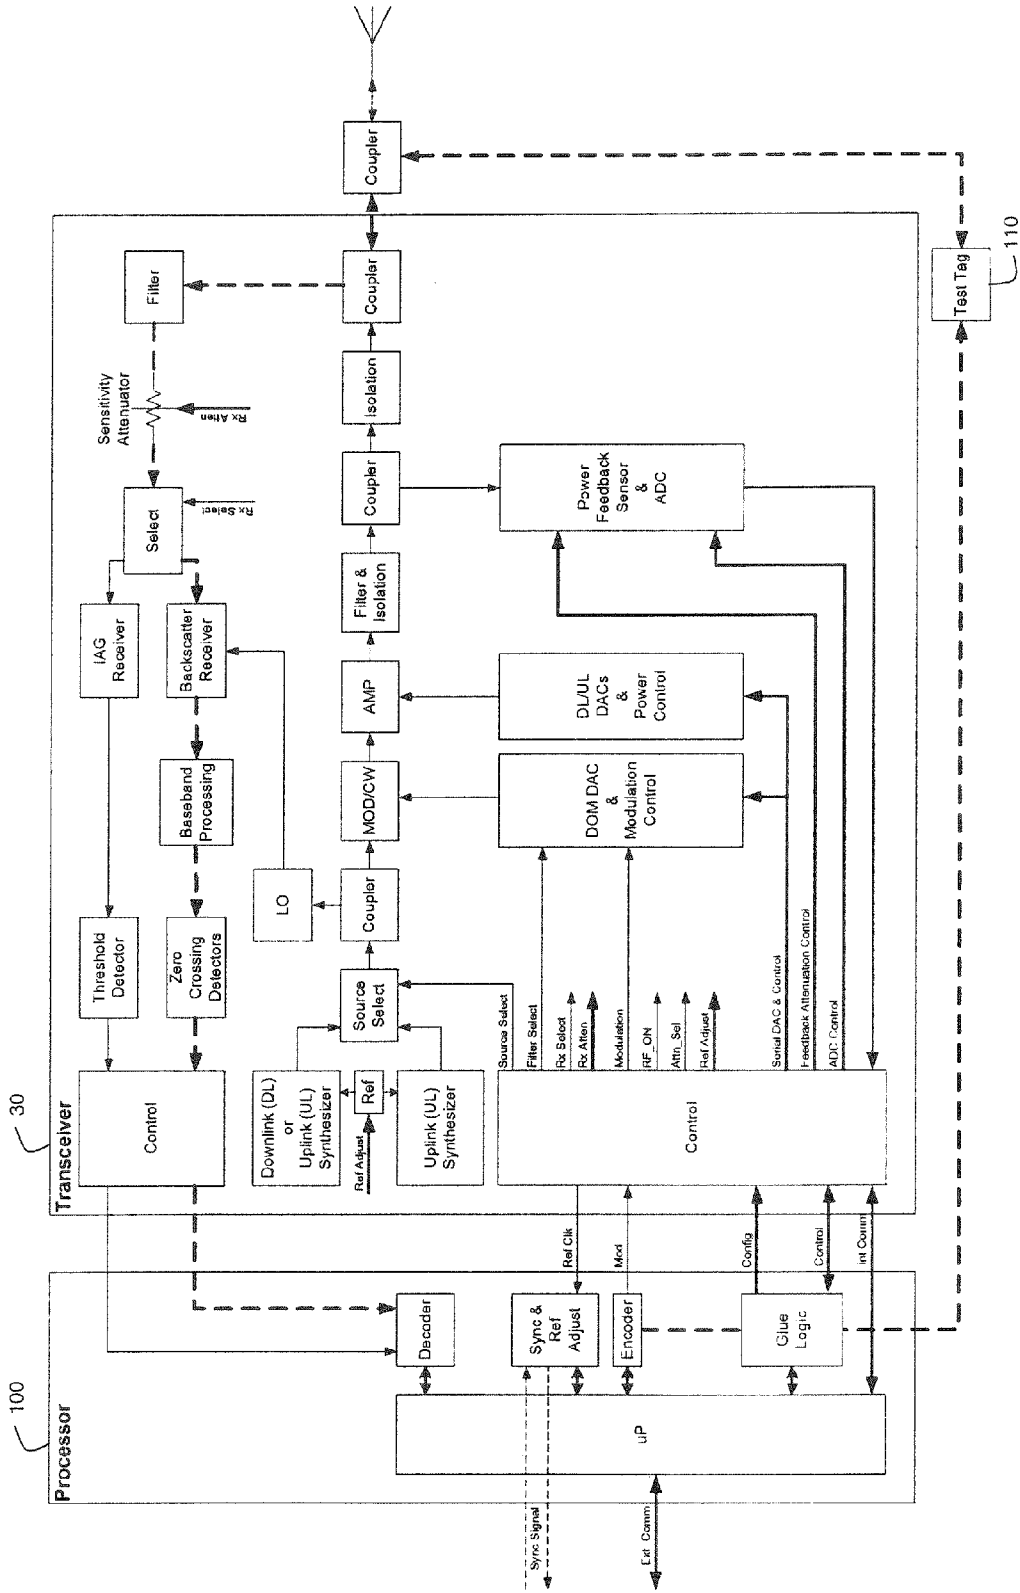 100
Processor
Ext. Comm
Sync Signal
uP
Decoder
Sync &
Ref
Adjust
Encoder
Glue
Logic
Ref Clk
Mod
Config
Control
Int Comm
30
Transceiver
Control
Threshold
Detector
Zero
Crossing
Detectors
IAG
Receiver
Backscatter
Receiver
Baseband
Processing
Select
Rx Select
Sensitivity
Attenuator
Rx Atten
Filter
Downlink (DL)
or
Uplink (UL)
Synthesizer
Ref
Ref Adjust
Uplink (UL)
Synthesizer
Source
Select
LO
Coupler
MOD/CW
AMP
Filter &
Isolation
Coupler
Isolation
Coupler
Coupler
Control
Source Select
Filter Select
Rx Select
Rx Atten
Modulation
RF_ON
Attn_Sel
Ref Adjust
Serial DAC & Control
Feedback Attenuation Control
ADC Control
DOM DAC
&
Modulation
Control
DL/UL
DACs
&
Power
Control
Power
Feedback
Sensor
&
ADC
Test Tag
110